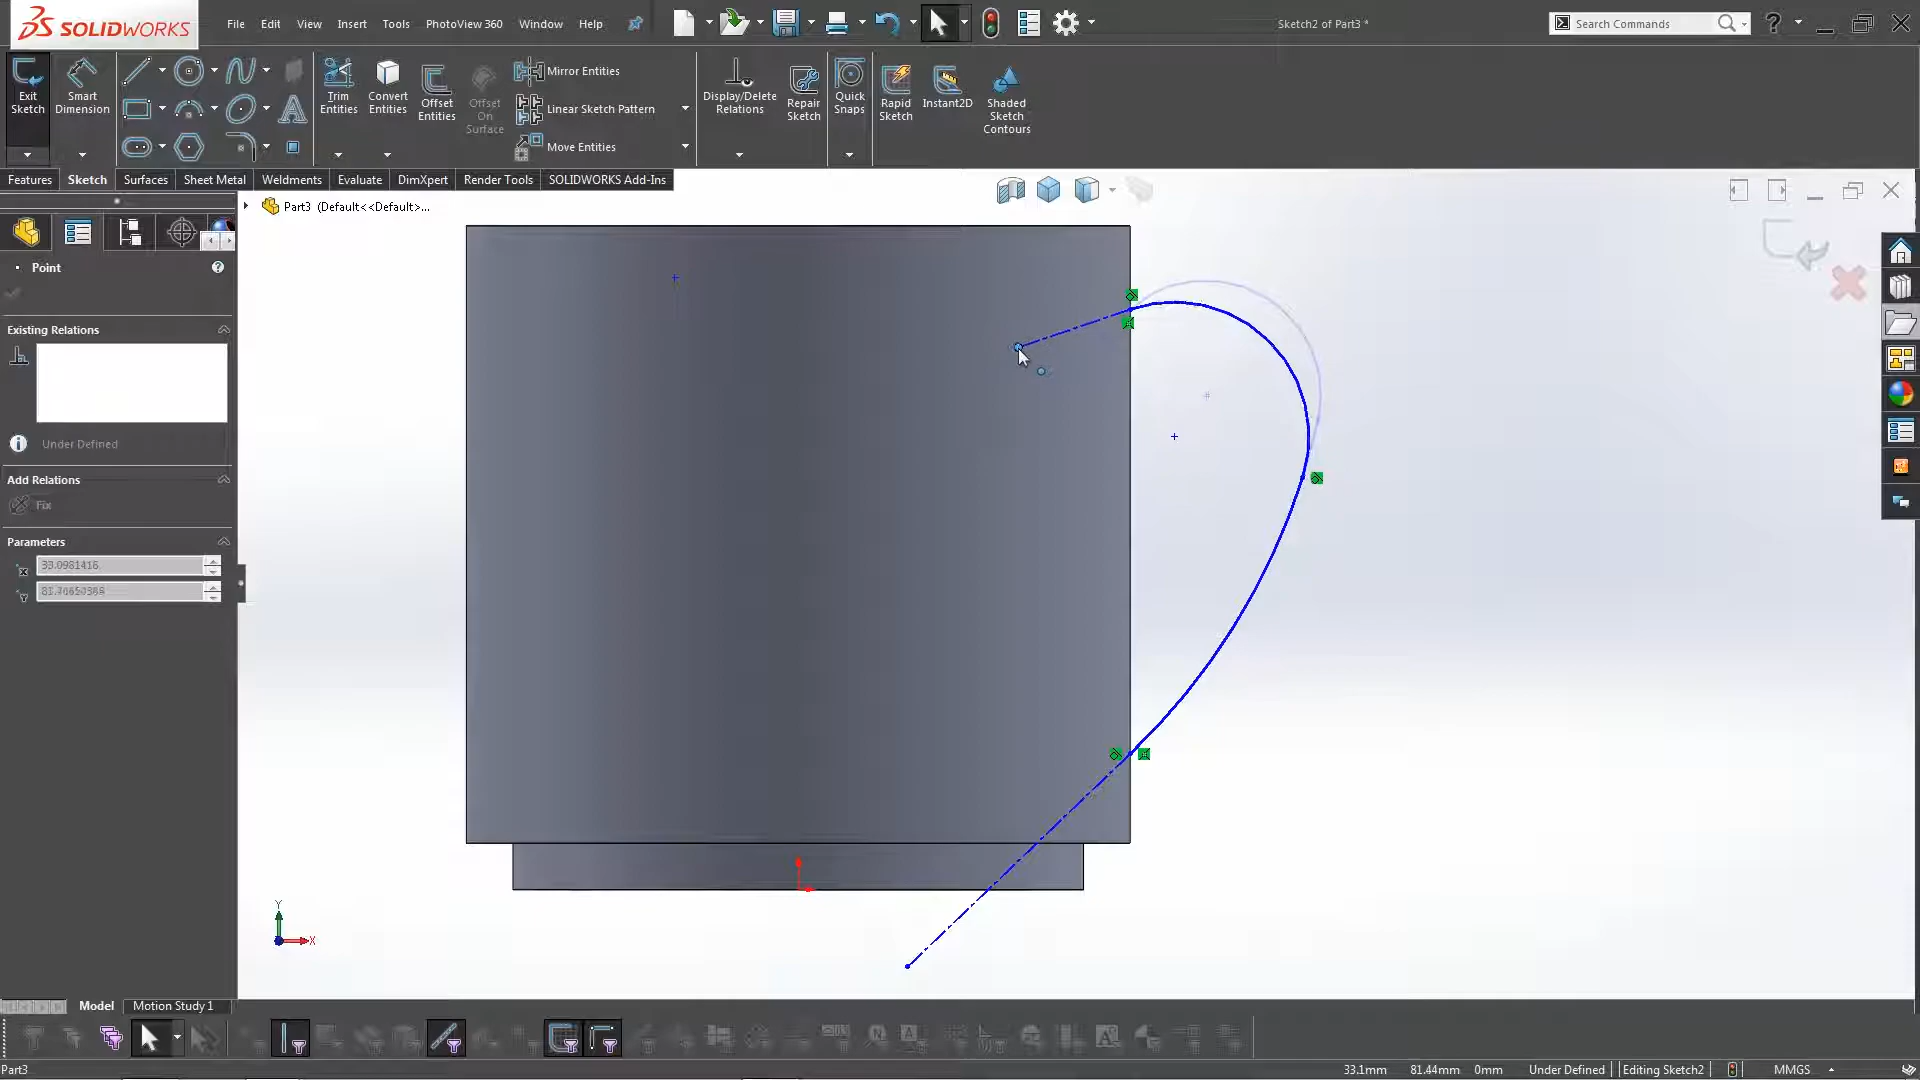 SOLIDWORKS
File Edit View Insert Tools PhotoView 360 Window Help
Sketch2 of Part3 *
Search Commands
Exit Sketch
Smart Dimension
Trim Entities
Convert Entities
Offset Entities
Offset On Surface
Mirror Entities
Linear Sketch Pattern
Move Entities
Display/Delete Relations
Repair Sketch
Quick Snaps
Rapid Sketch
Instant2D
Shaded Sketch Contours
Features Sketch Surfaces Sheet Metal Weldments Evaluate DimXpert Render Tools SOLIDWORKS Add-Ins
Part3 (Default<<Default>...
Point
Existing Relations
Under Defined
Add Relations
Fix
Parameters
33.0981416
Y
X
Model Motion Study 1
Part3
33.1mm 81.44mm 0mm Under Defined Editing Sketch2 MMGS